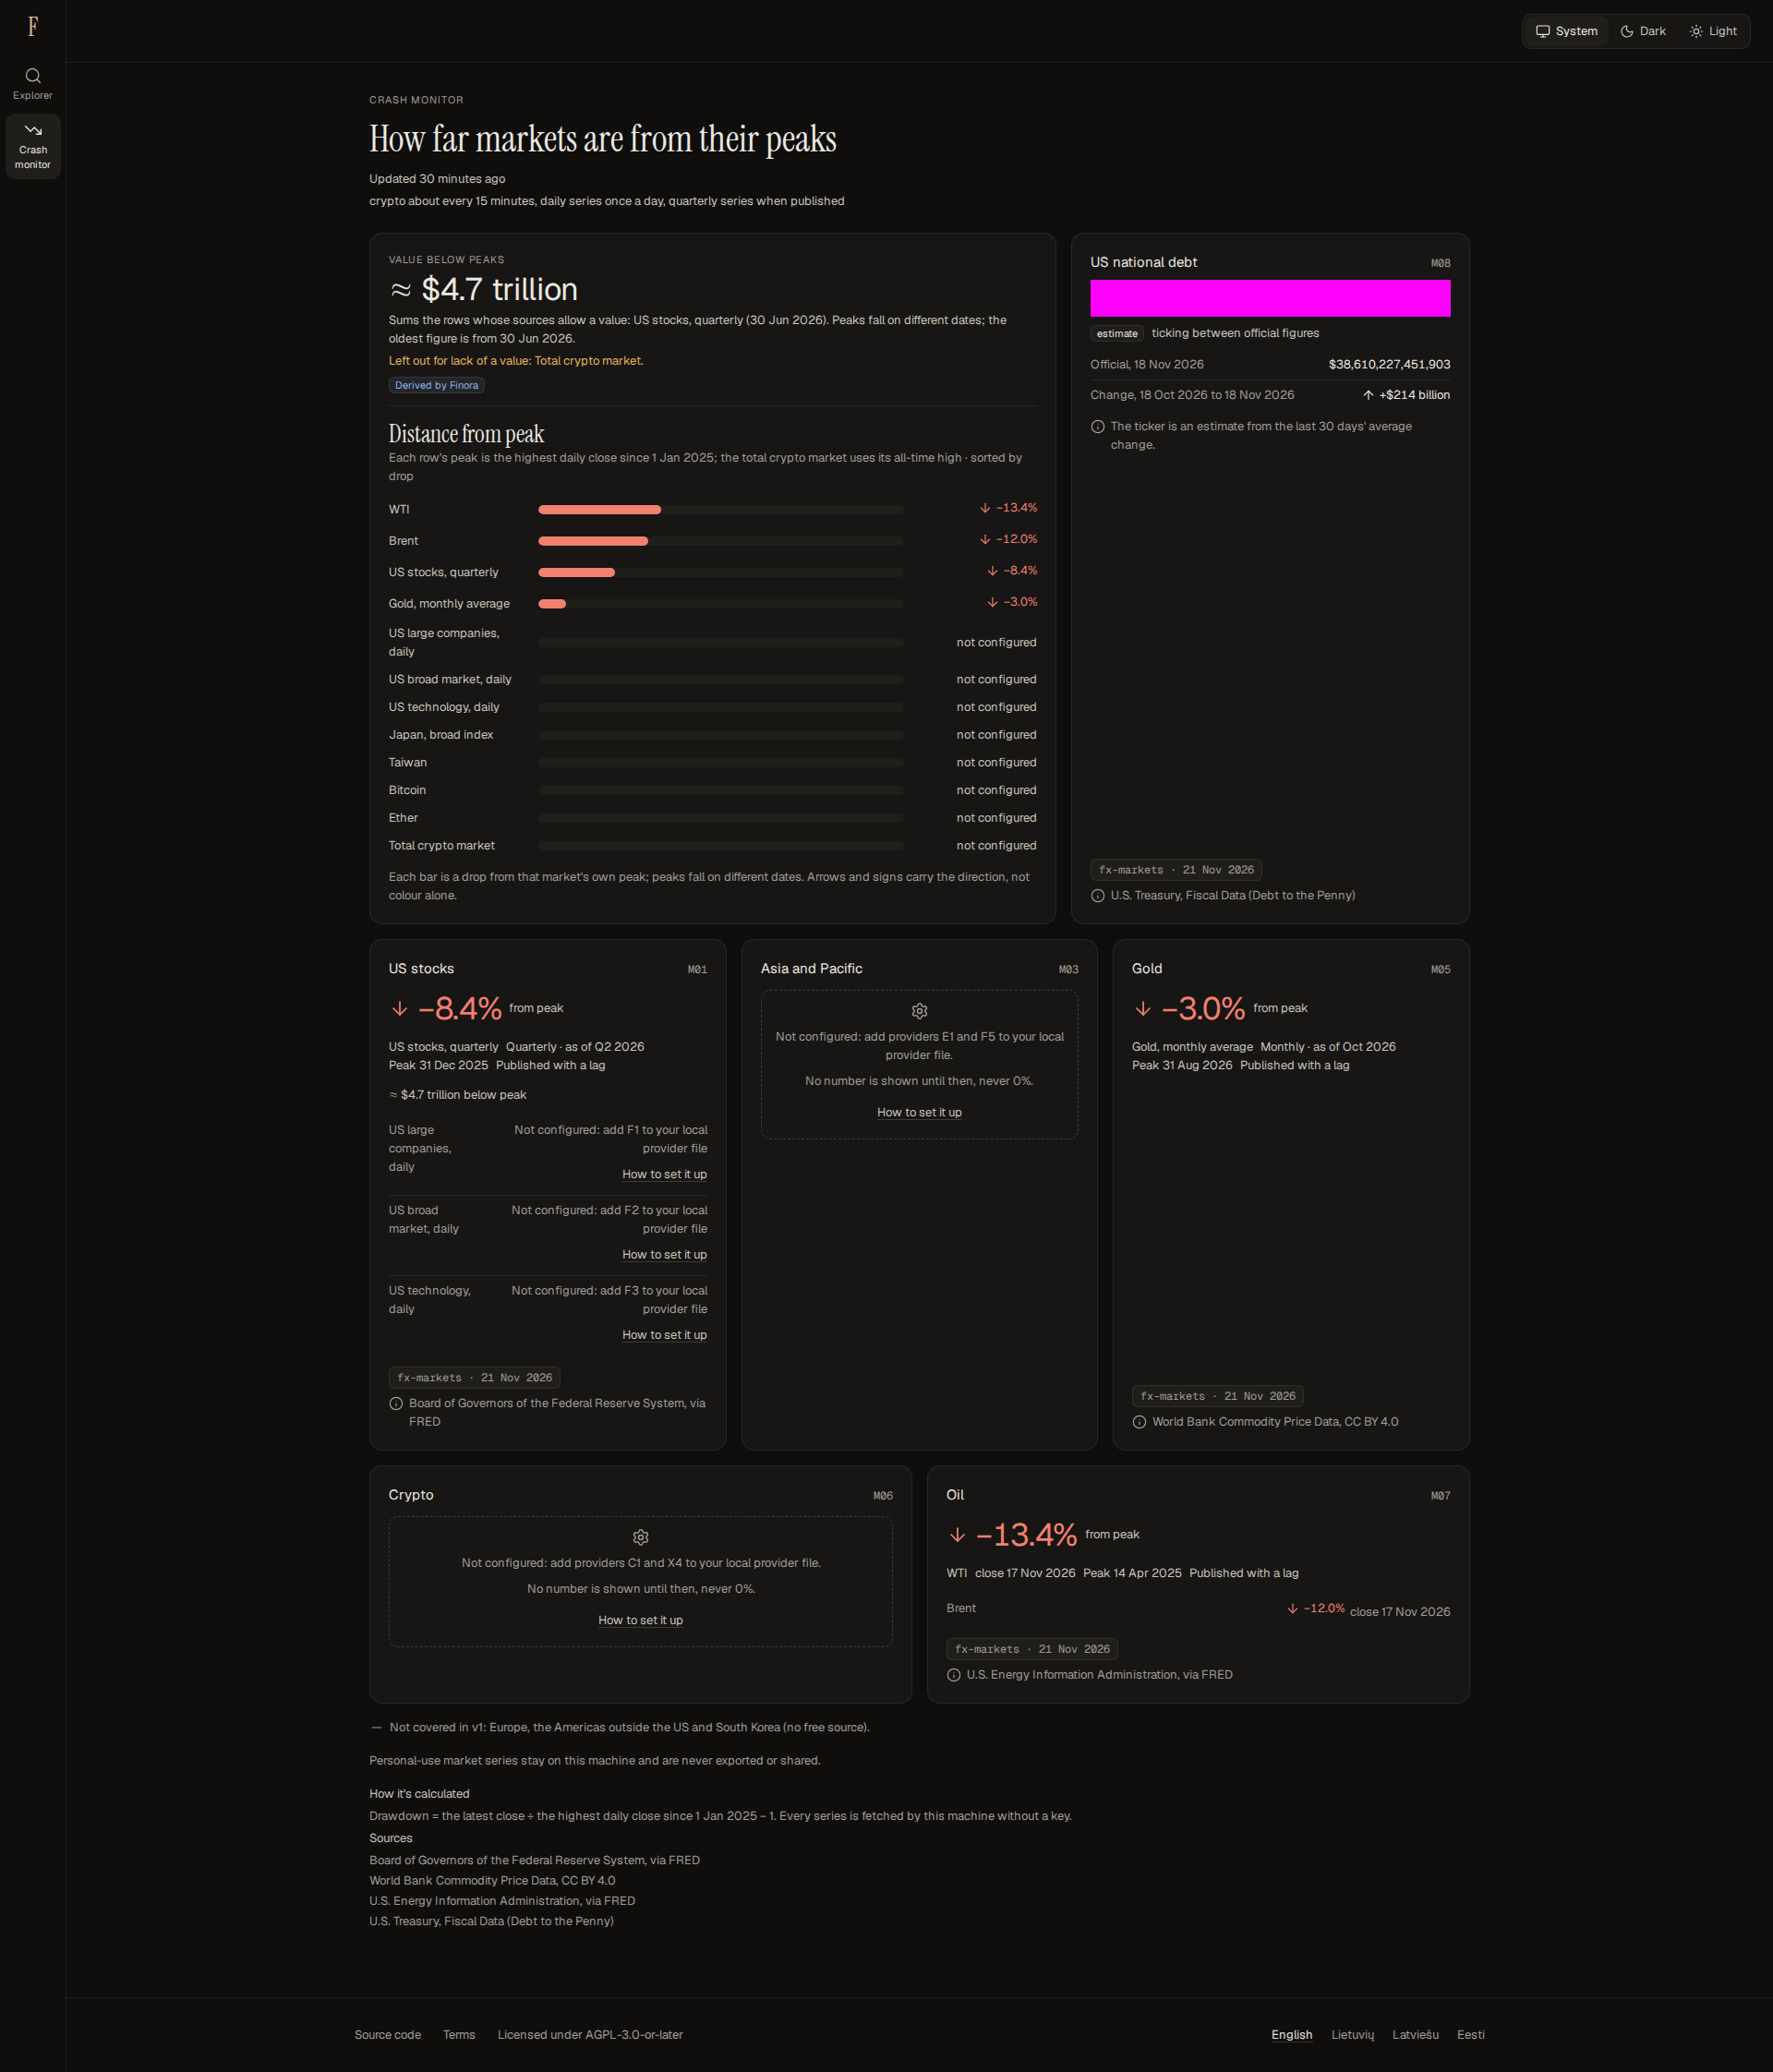 F
System
Dark
Light
Explorer
Crash
monitor
CRASH MONITOR
How far markets are from their peaks
Updated 30 minutes ago
crypto about every 15 minutes, daily series once a day, quarterly series when published
VALUE BELOW PEAKS
≈ $4.7 trillion
Sums the rows whose sources allow a value: US stocks, quarterly (30 Jun 2026). Peaks fall on different dates; the
oldest figure is from 30 Jun 2026.
Left out for lack of a value: Total crypto market.
Derived by Finora
Distance from peak
Each row's peak is the highest daily close since 1 Jan 2025; the total crypto market uses its all-time high · sorted by
drop
WTI ↓ −13.4%
Brent ↓ −12.0%
US stocks, quarterly ↓ −8.4%
Gold, monthly average ↓ −3.0%
US large companies,
daily not configured
US broad market, daily not configured
US technology, daily not configured
Japan, broad index not configured
Taiwan not configured
Bitcoin not configured
Ether not configured
Total crypto market not configured
Each bar is a drop from that market's own peak; peaks fall on different dates. Arrows and signs carry the direction, not
colour alone.
US national debt M08
estimate ticking between official figures
Official, 18 Nov 2026 $38,610,227,451,903
Change, 18 Oct 2026 to 18 Nov 2026 ↑ +$214 billion
The ticker is an estimate from the last 30 days' average
change.
fx-markets · 21 Nov 2026
U.S. Treasury, Fiscal Data (Debt to the Penny)
US stocks M01
↓ −8.4% from peak
US stocks, quarterly Quarterly · as of Q2 2026
Peak 31 Dec 2025 Published with a lag
≈ $4.7 trillion below peak
US large
companies,
daily
Not configured: add F1 to your local
provider file
How to set it up
US broad
market, daily
Not configured: add F2 to your local
provider file
How to set it up
US technology,
daily
Not configured: add F3 to your local
provider file
How to set it up
fx-markets · 21 Nov 2026
Board of Governors of the Federal Reserve System, via
FRED
Asia and Pacific M03
Not configured: add providers E1 and F5 to your local
provider file.
No number is shown until then, never 0%.
How to set it up
Gold M05
↓ −3.0% from peak
Gold, monthly average Monthly · as of Oct 2026
Peak 31 Aug 2026 Published with a lag
fx-markets · 21 Nov 2026
World Bank Commodity Price Data, CC BY 4.0
Crypto M06
Not configured: add providers C1 and X4 to your local provider file.
No number is shown until then, never 0%.
How to set it up
Oil M07
↓ −13.4% from peak
WTI close 17 Nov 2026 Peak 14 Apr 2025 Published with a lag
Brent ↓ −12.0% close 17 Nov 2026
fx-markets · 21 Nov 2026
U.S. Energy Information Administration, via FRED
— Not covered in v1: Europe, the Americas outside the US and South Korea (no free source).
Personal-use market series stay on this machine and are never exported or shared.
How it's calculated
Drawdown = the latest close ÷ the highest daily close since 1 Jan 2025 − 1. Every series is fetched by this machine without a key.
Sources
Board of Governors of the Federal Reserve System, via FRED
World Bank Commodity Price Data, CC BY 4.0
U.S. Energy Information Administration, via FRED
U.S. Treasury, Fiscal Data (Debt to the Penny)
Source code Terms Licensed under AGPL-3.0-or-later
English Lietuvių Latviešu Eesti